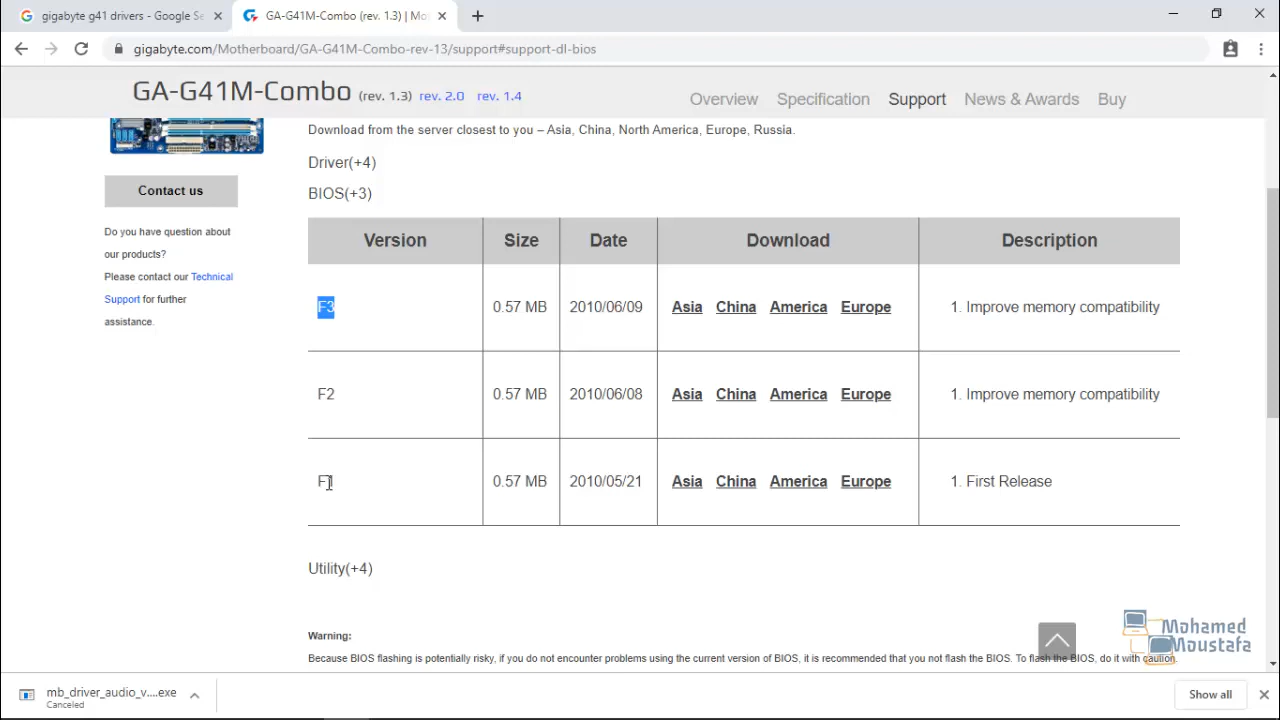 gigabyte g41 drivers - Google Se
GA-G41M-Combo (rev. 1.3) | Mo
gigabyte.com/Motherboard/GA-G41M-Combo-rev-13/support#support-dl-bios
GA-G41M-Combo (rev. 1.3) rev. 2.0 rev. 1.4
Overview Specification Support News & Awards Buy
Download from the server closest to you – Asia, China, North America, Europe, Russia.
Driver(+4)
Contact us
BIOS(+3)
Do you have question about
our products?
Please contact our Technical
Support for further
assistance.
Version Size Date Download Description
F3 0.57 MB 2010/06/09 Asia China America Europe 1. Improve memory compatibility
F2 0.57 MB 2010/06/08 Asia China America Europe 1. Improve memory compatibility
F1 0.57 MB 2010/05/21 Asia China America Europe 1. First Release
Utility(+4)
Warning:
Because BIOS flashing is potentially risky, if you do not encounter problems using the current version of BIOS, it is recommended that you not flash the BIOS. To flash the BIOS, do it with caution.
Mohamed
Moustafa
mb_driver_audio_v....exe
Canceled
Show all